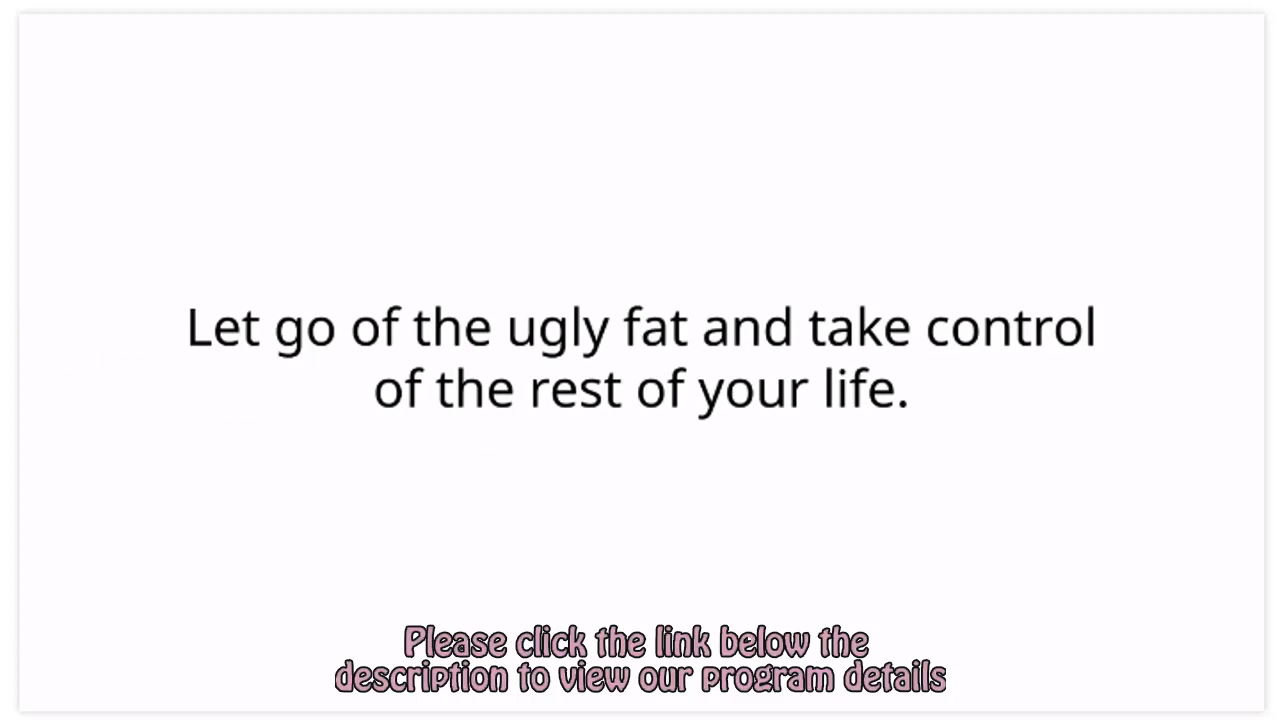 Let go of the ugly fat and take control
of the rest of your life.
Please click the link below the
description to view our program details